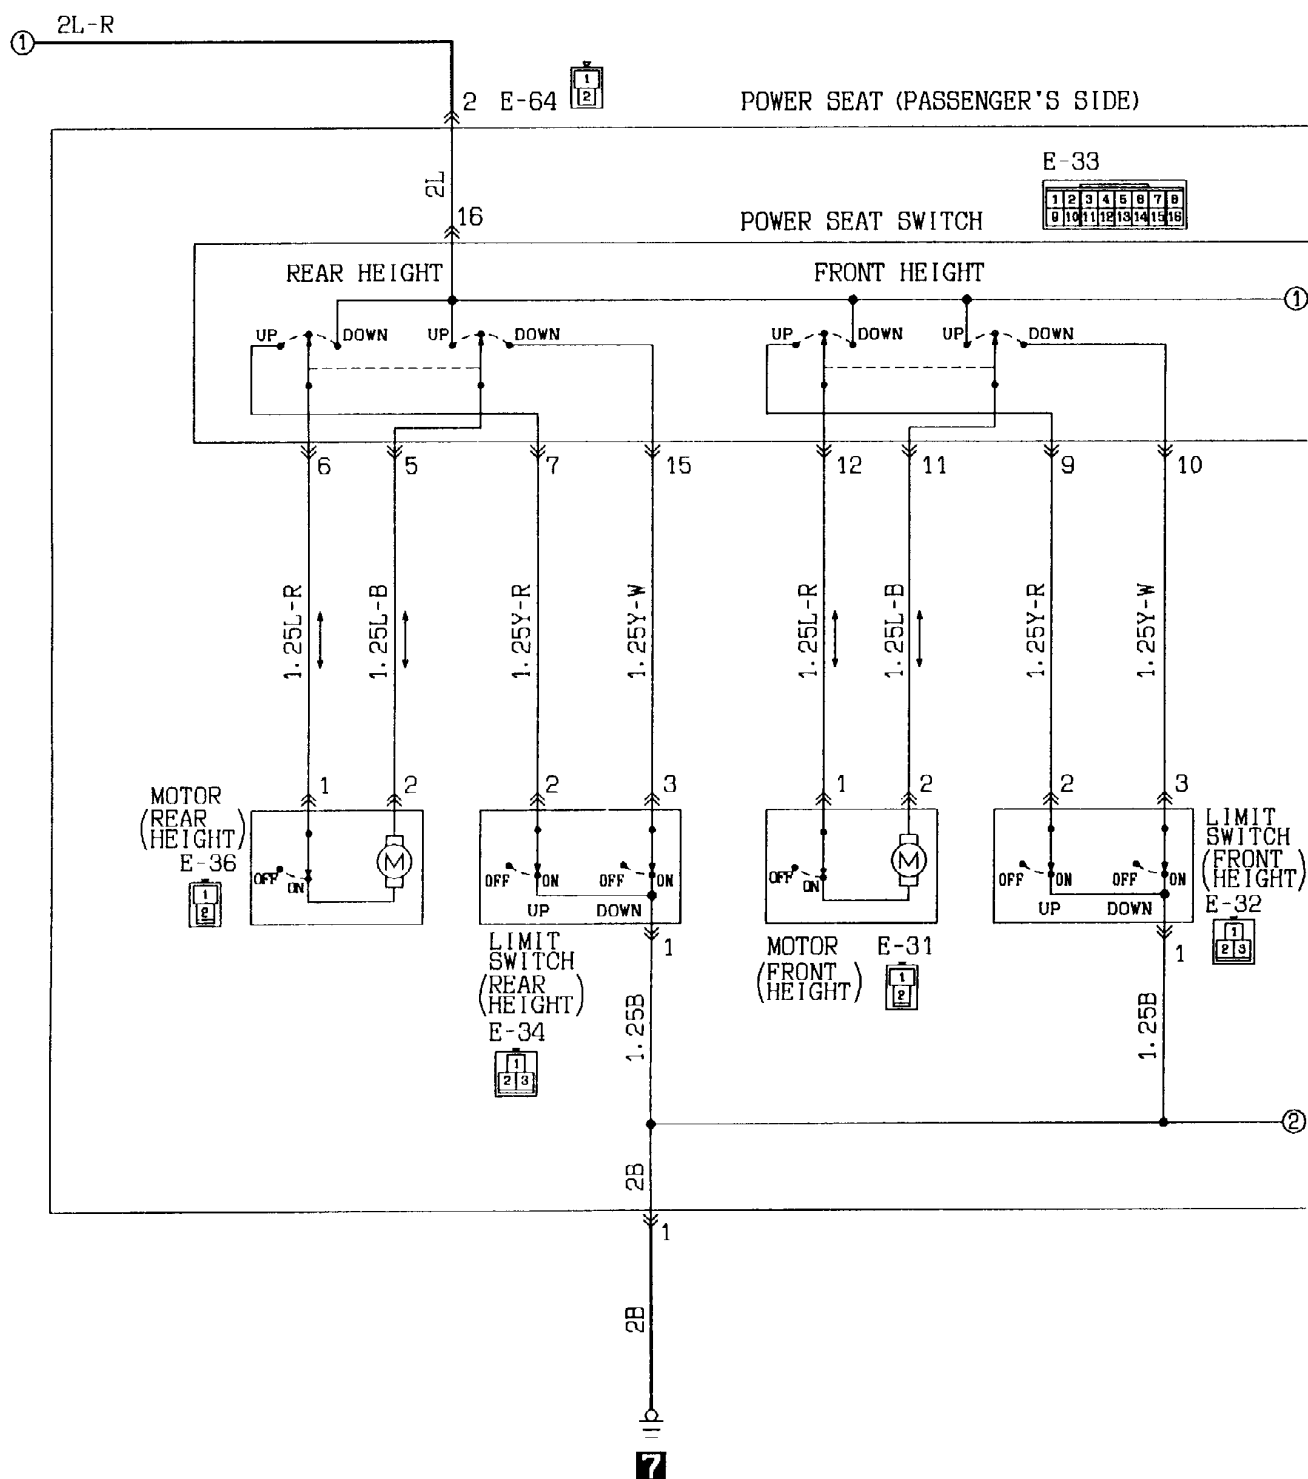 2L-R
1
2 E-64
1
2
POWER SEAT (PASSENGER'S SIDE)
2L
E-33
1 2 3 4 5 6 7 8
9 10 11 12 13 14 15 16
16
POWER SEAT SWITCH
REAR HEIGHT
FRONT HEIGHT
1
UP DOWN UP DOWN UP DOWN UP DOWN
6 5 7 15 12 11 9 10
1.25L-R
1.25L-B
1.25Y-R
1.25Y-W
1.25L-R
1.25L-B
1.25Y-R
1.25Y-W
1 2 2 3 1 2 2 3
MOTOR
(REAR
HEIGHT)
E-36
1
2
OFF ON M
OFF ON OFF ON
UP DOWN
OFF ON M
OFF ON OFF ON
UP DOWN
LIMIT
SWITCH
(FRONT
HEIGHT)
E-32
1
2 3
1
LIMIT
SWITCH
(REAR
HEIGHT)
E-34
1
2 3
1
MOTOR
(FRONT
HEIGHT)
E-31
1
2
1.25B
1.25B
2
2B
1
2B
7